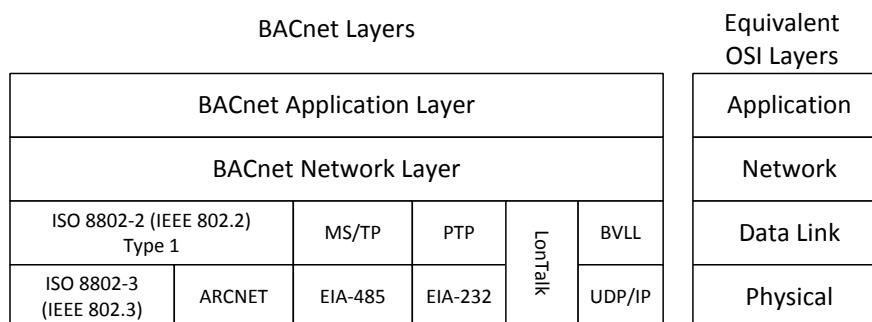 BACnet Layers
Equivalent
OSI Layers
BACnet Application Layer
Application
BACnet Network Layer
Network
ISO 8802-2 (IEEE 802.2)
Type 1
MS/TP
PTP
LonTalk
BVLL
Data Link
ISO 8802-3
(IEEE 802.3)
ARCNET
EIA-485
EIA-232
UDP/IP
Physical